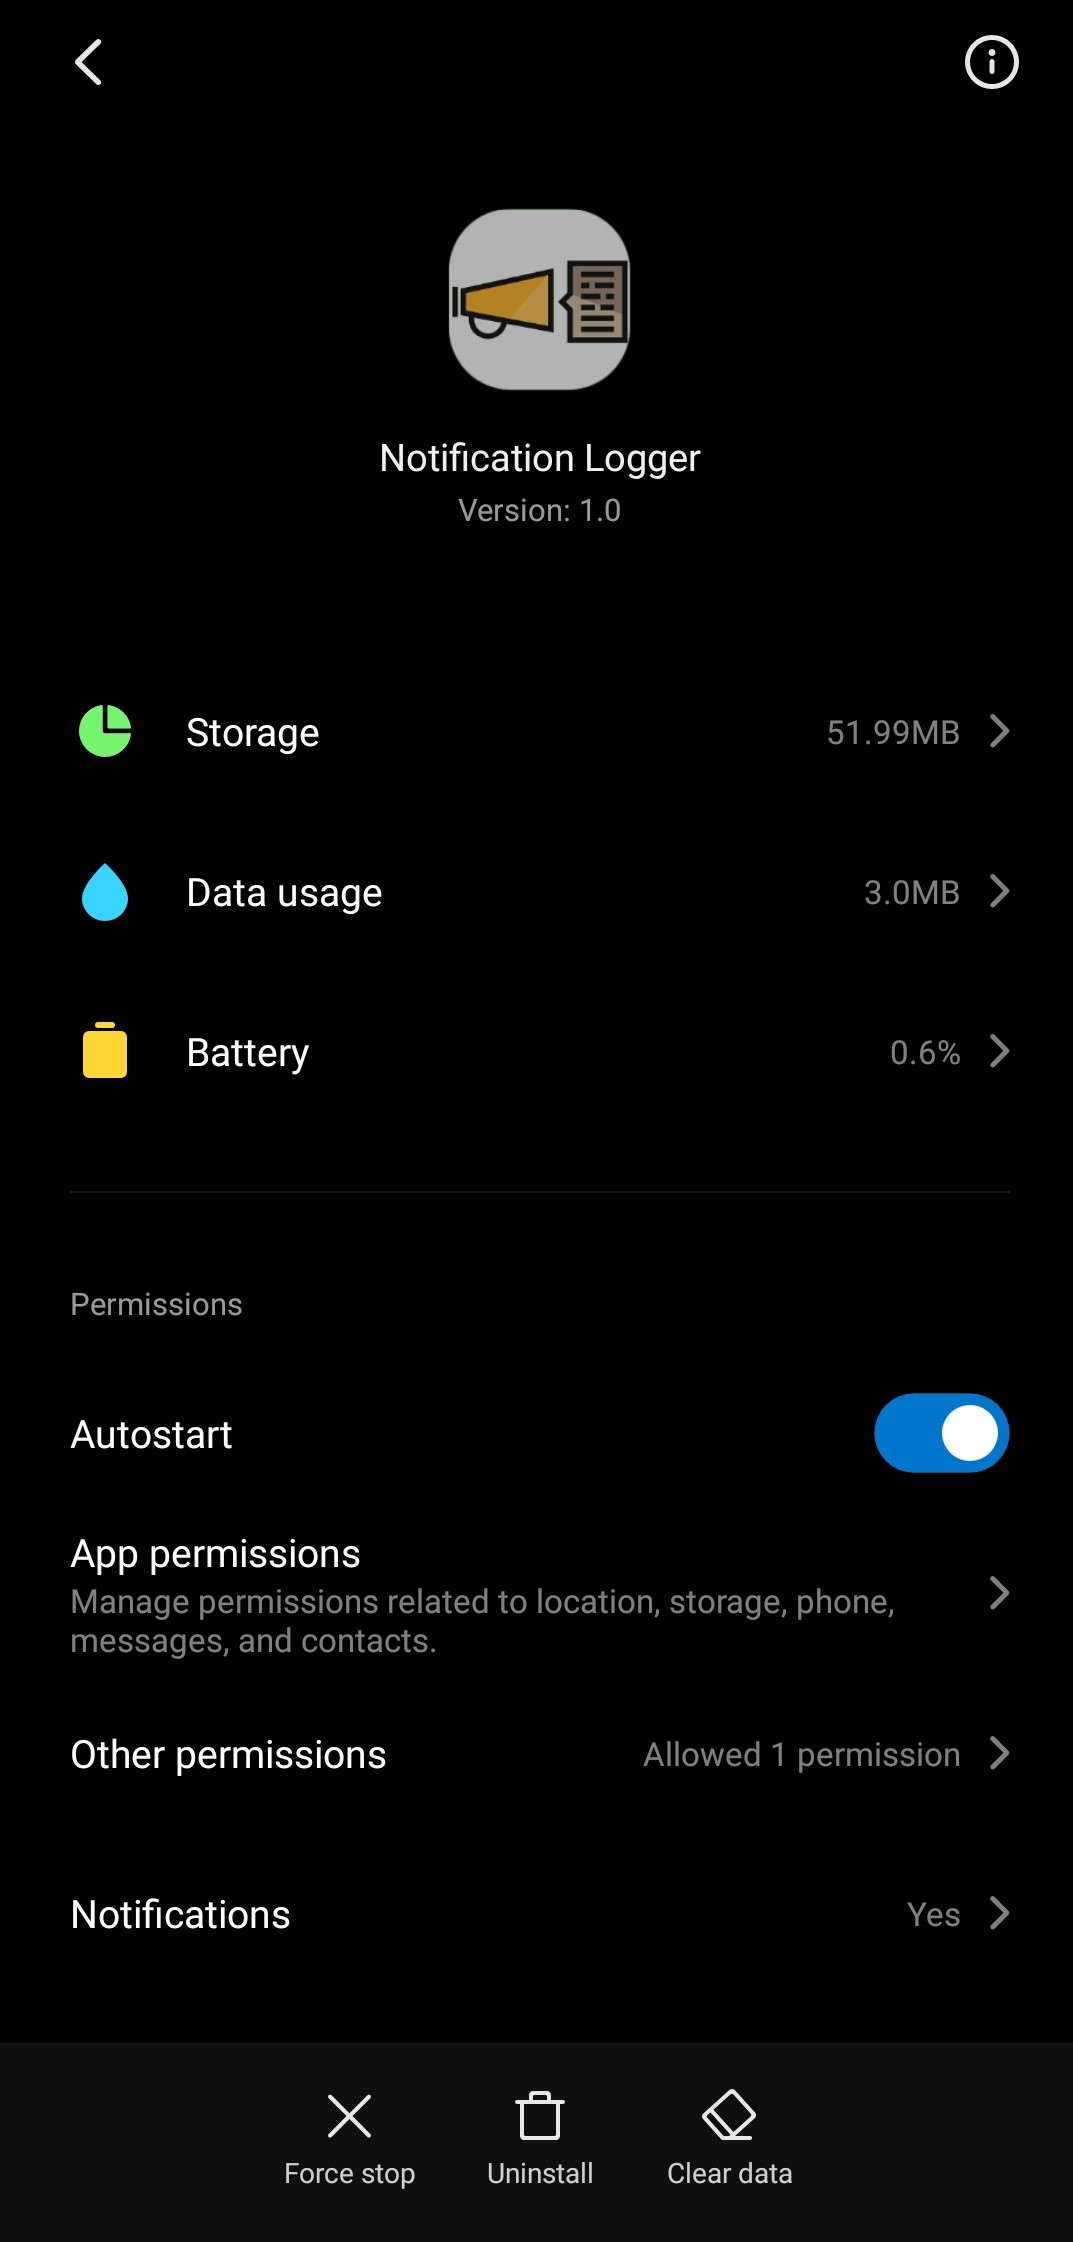 Notification Logger
Version: 1.0
Storage
51.99MB
Data usage
3.0MB
Battery
0.6%
Permissions
Autostart
App permissions
Manage permissions related to location, storage, phone,
messages, and contacts.
Other permissions
Allowed 1 permission
Notifications
Yes
Force stop
Uninstall
Clear data